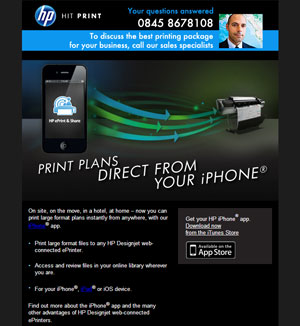 hp HIT PRINT
Your questions answered
0845 8678108
To discuss the best printing package
for your business, call our sales specialists
HP ePrint & Share
PRINT PLANS
DIRECT FROM
YOUR iPHONE®
On site, on the move, in a hotel, at home – now you can
print large format plans instantly from anywhere, with our
iPhone® app.
Print large format files to any HP Designjet web-
connected ePrinter.
Access and review files in your online library wherever
you are.
For your iPhone®, iPad® or iOS device.
Find out more about the iPhone® app and the many
other advantages of HP Designjet web-connected
ePrinters.
Get your HP iPhone® app.
Download now
from the iTunes Store
Available on the
App Store